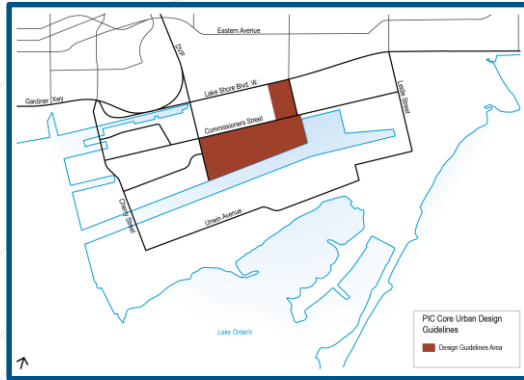 Eastern Avenue
DVP
Lake Shore Blvd. W.
Leslie Street
Gardiner Xwy
Commissioners Street
Cherry Street
Unwin Avenue
Lake Ontario
PIC Core Urban Design
Guidelines
Design Guidelines Area